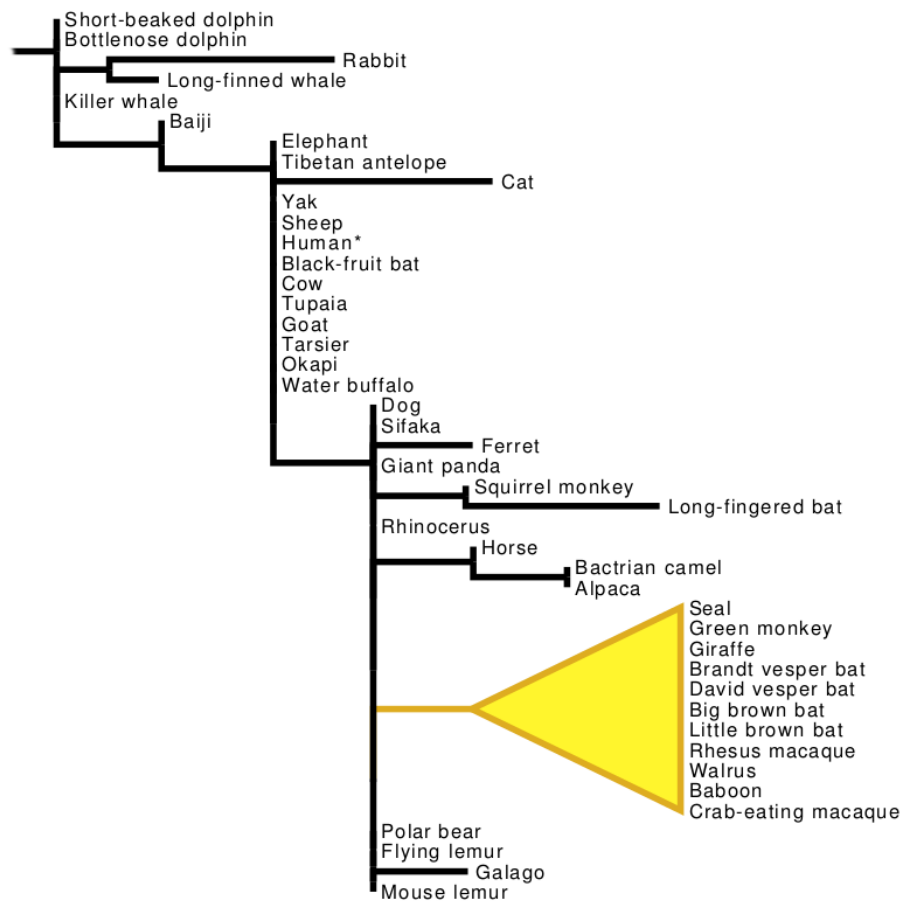 Short-beaked dolphin
Bottlenose dolphin
Rabbit
Long-finned whale
Killer whale
Baiji
Elephant
Tibetan antelope
Cat
Yak
Sheep
Human*
Black-fruit bat
Cow
Tupaia
Goat
Tarsier
Okapi
Water buffalo
Dog
Sifaka
Ferret
Giant panda
Squirrel monkey
Long-fingered bat
Rhinocerus
Horse
Bactrian camel
Alpaca
Seal
Green monkey
Giraffe
Brandt vesper bat
David vesper bat
Big brown bat
Little brown bat
Rhesus macaque
Walrus
Baboon
Crab-eating macaque
Polar bear
Flying lemur
Galago
Mouse lemur